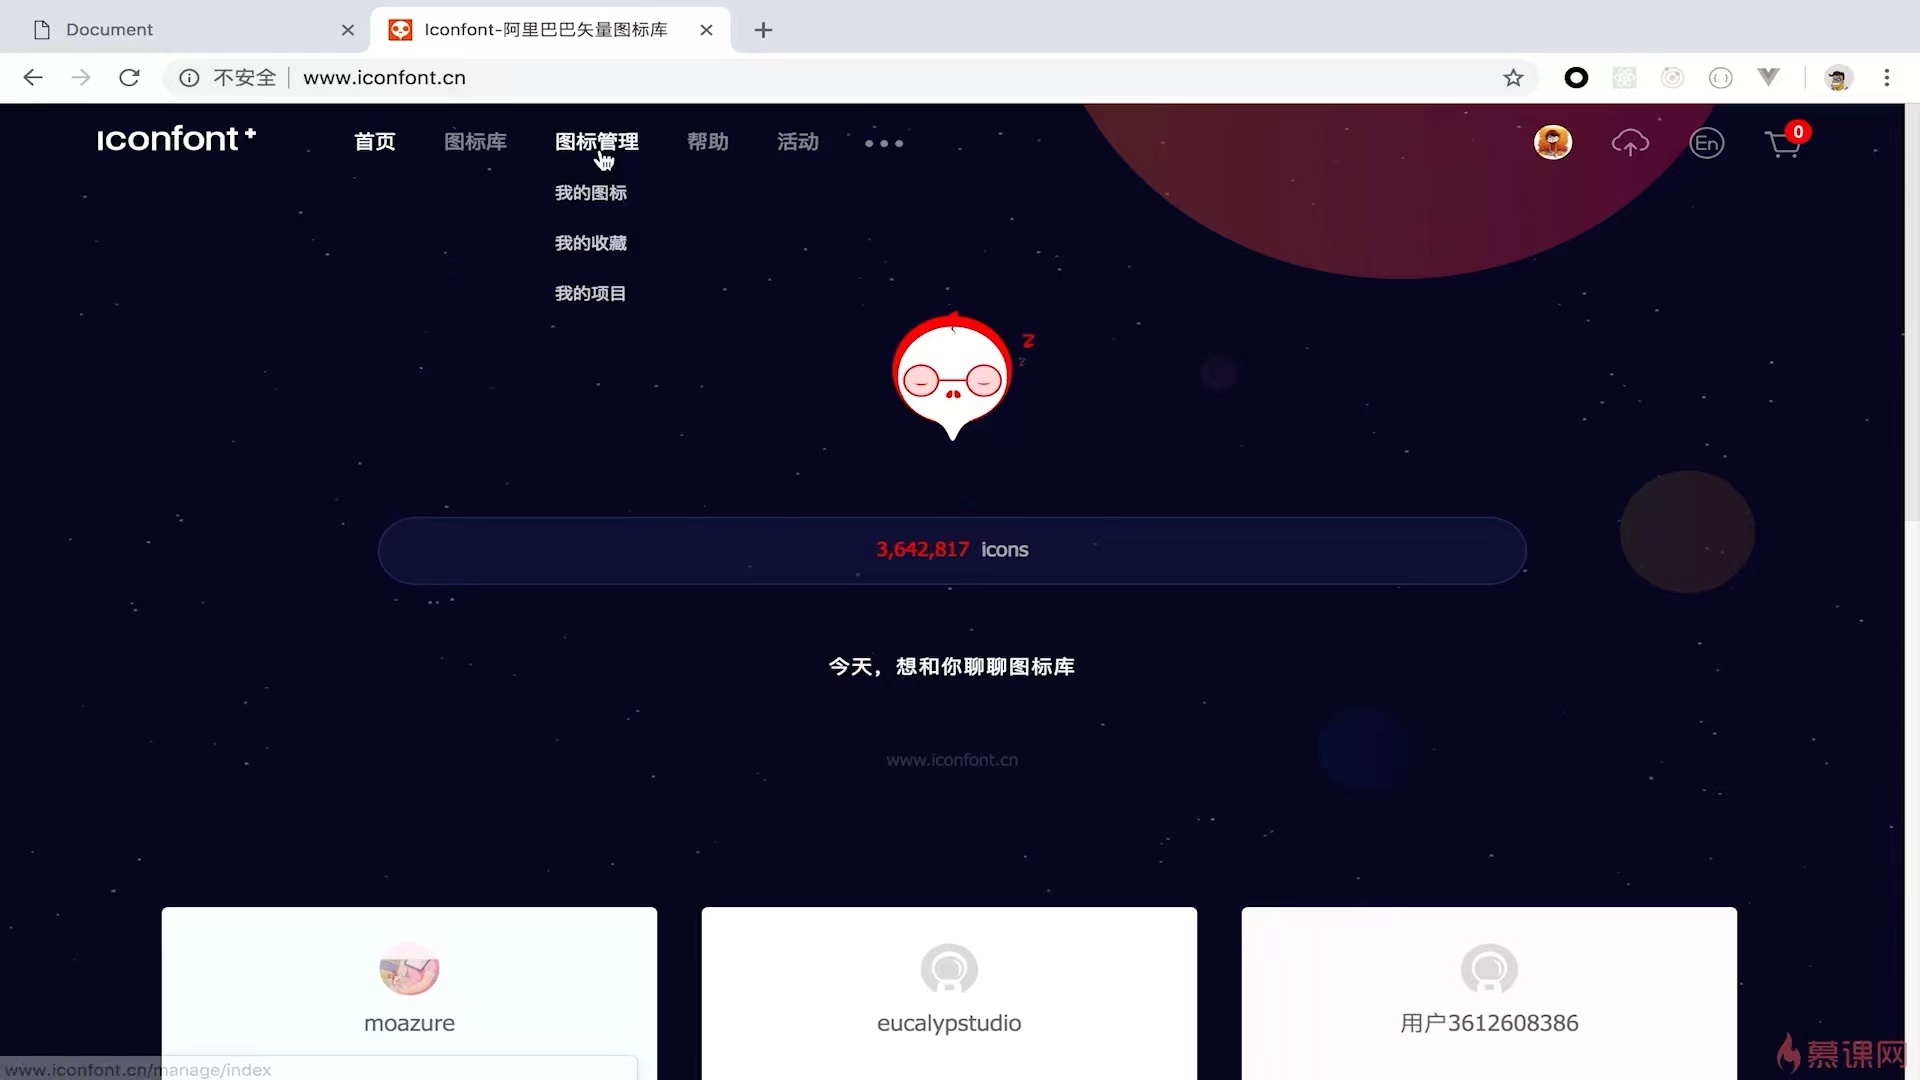 Document
Iconfont-阿里巴巴矢量图标库
不安全
www.iconfont.cn
ıconfont+
首页 图标库 图标管理 帮助 活动
En
0
我的图标
我的收藏
我的项目
z
z
3,642,817 icons
今天，想和你聊聊图标库
www.iconfont.cn
moazure eucalypstudio 用户3612608386
www.iconfont.cn/manage/index
慕课网